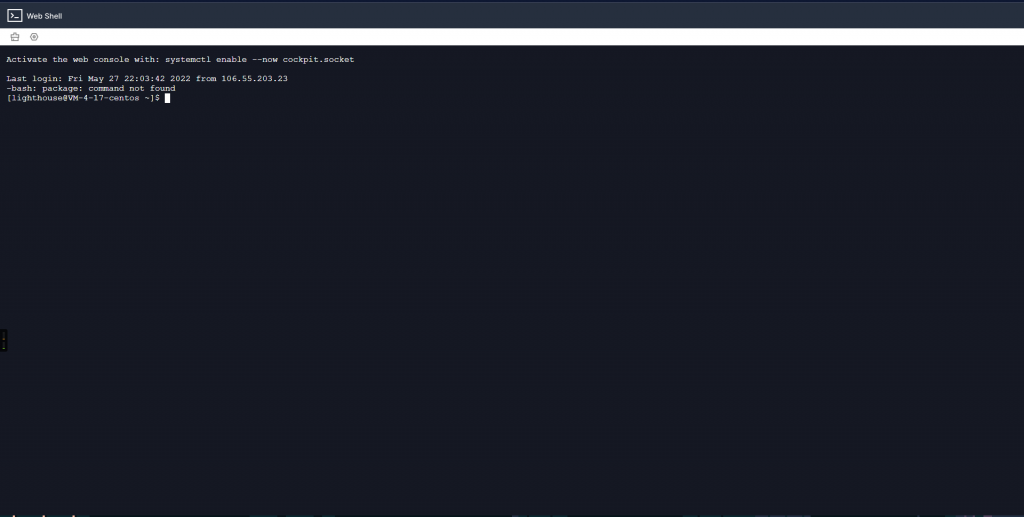 Web Shell
Activate the web console with: systemctl enable --now cockpit.socket
Last login: Fri May 27 22:03:42 2022 from 106.55.203.23
-bash: package: command not found
[lighthouse@VM-4-17-centos ~]$